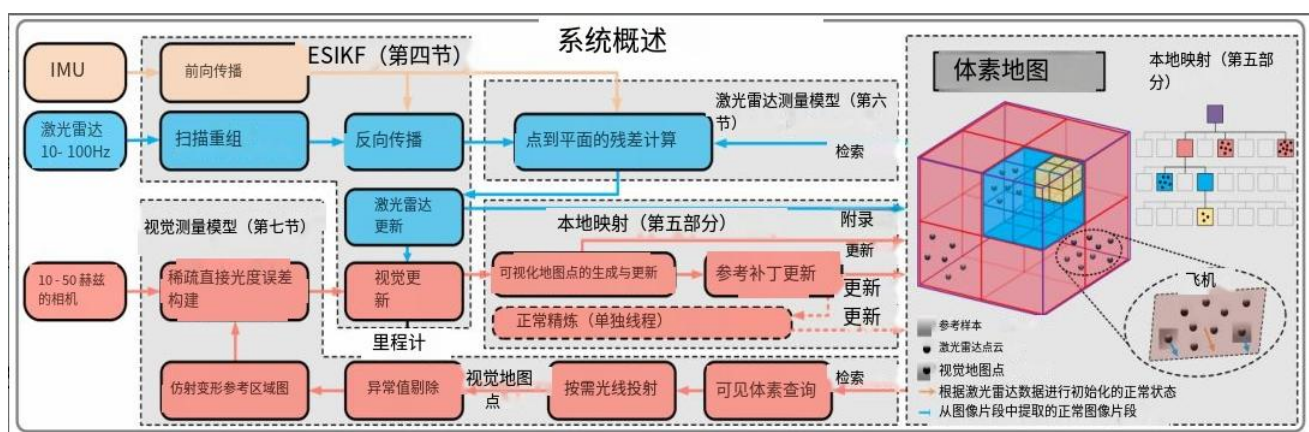 系统概述
IMU
前向传播
ESIKF（第四节）
激光雷达
10- 100Hz
扫描重组
反向传播
激光雷达测量模型（第六
节）
点到平面的残差计算
检索
激光雷达
更新
附录
视觉测量模型（第七节）
10 - 50赫兹
的相机
稀疏直接光度误差
构建
视觉更
新
里程计
本地映射（第五部分）
可视化地图点的生成与更新
参考补丁更新
更新
更新
更新
正常精炼（单独线程）
仿射变形参考区域图
异常值剔除
视觉地图
点
按需光线投射
可见体素查询
检索
体素地图
本地映射（第五部
分）
飞机
参考样本
激光雷达点云
视觉地图点
根据激光雷达数据进行初始化的正常状态
从图像片段中提取的正常图像片段